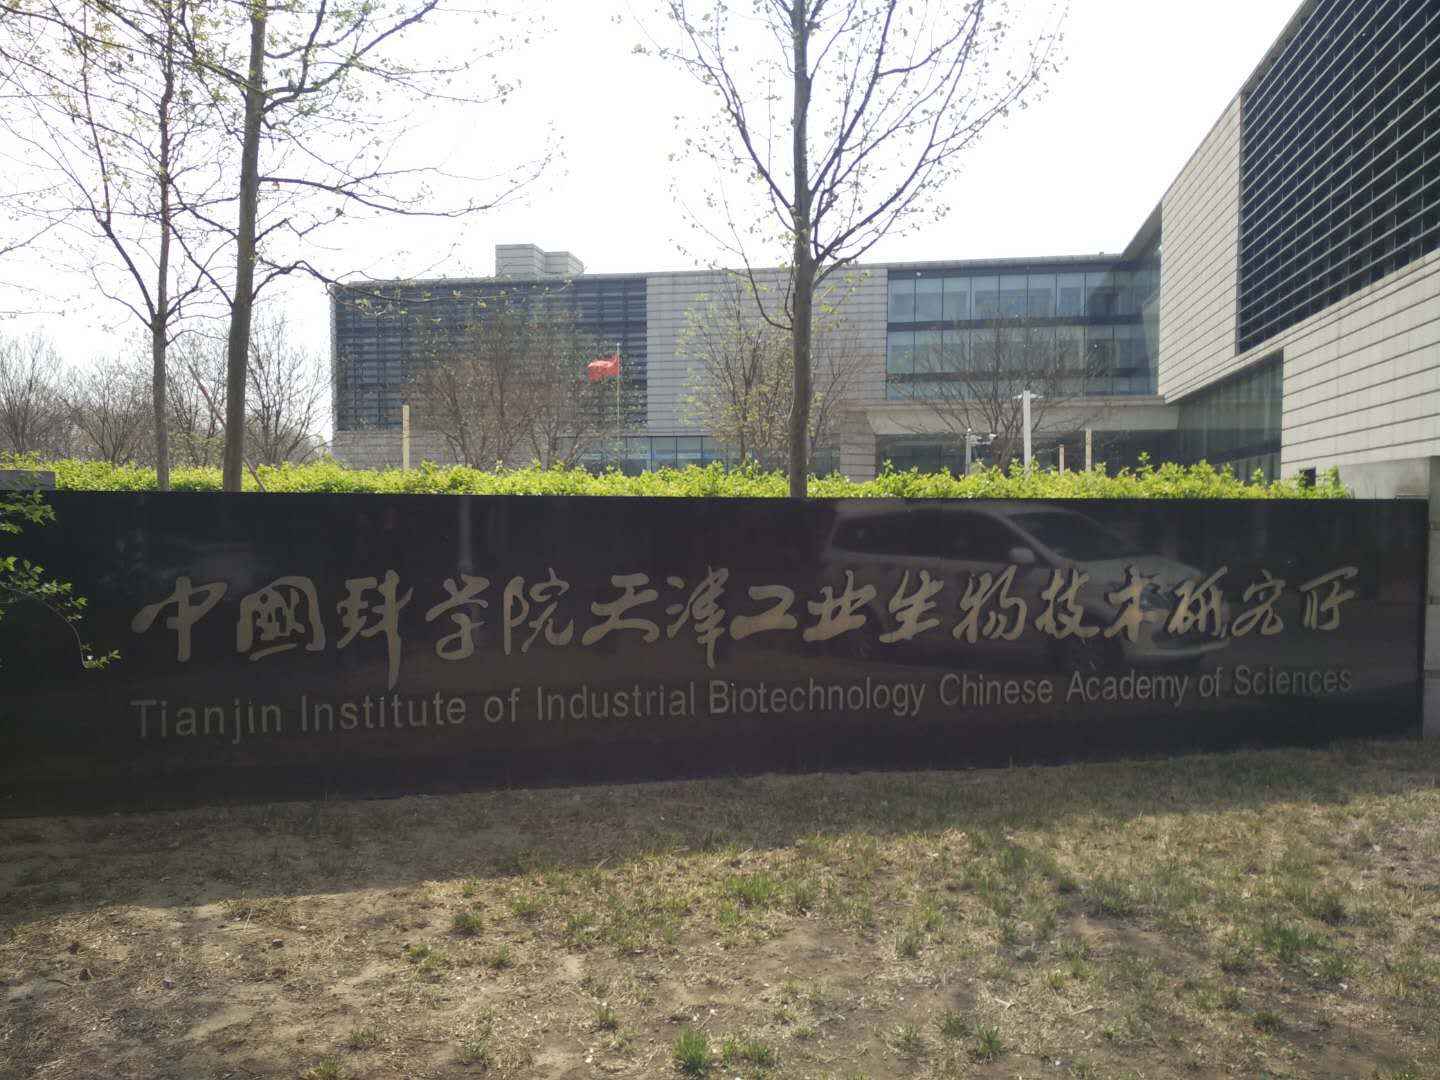 中國科学院天津工业生物技术研究所
Tianjin Institute of Industrial Biotechnology Chinese Academy of Sciences